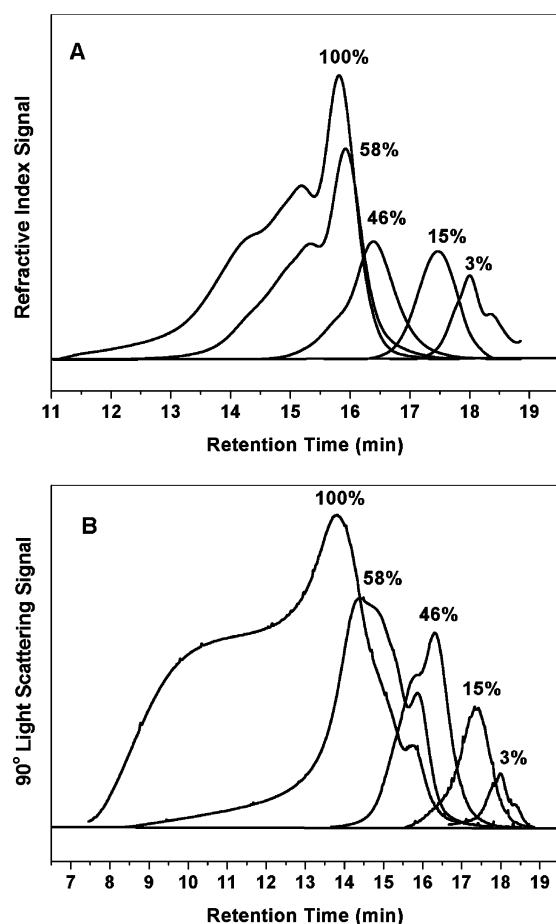 A
100%
58%
46%
15%
3%
Refractive Index Signal
11 12 13 14 15 16 17 18 19
Retention Time (min)
B
100%
58%
46%
15%
3%
90° Light Scattering Signal
7 8 9 10 11 12 13 14 15 16 17 18 19
Retention Time (min)